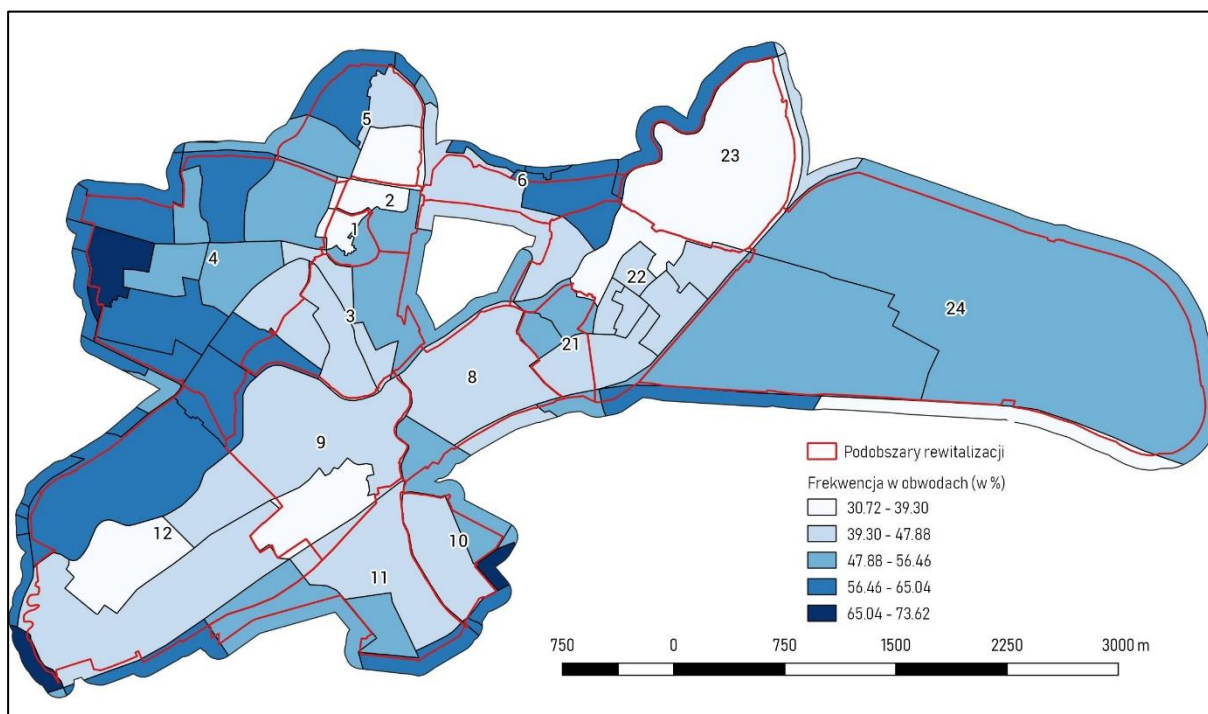 5
23
6
2
1
4
22
24
3
21
8
9
12
10
11
Podobszary rewitalizacji
Frekwencja w obwodach (w %)
30.72 - 39.30
39.30 - 47.88
47.88 - 56.46
56.46 - 65.04
65.04 - 73.62
750 0 750 1500 2250 3000 m